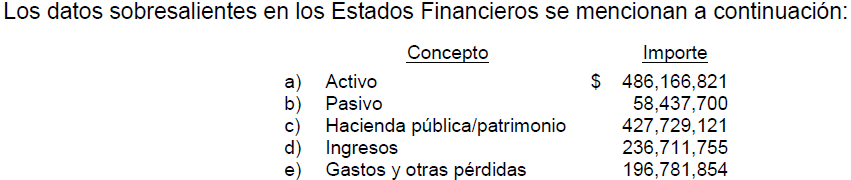 Los datos sobresalientes en los Estados Financieros se mencionan a continuación:
Concepto Importe
a) Activo $ 486,166,821
b) Pasivo 58,437,700
c) Hacienda pública/patrimonio 427,729,121
d) Ingresos 236,711,755
e) Gastos y otras pérdidas 196,781,854